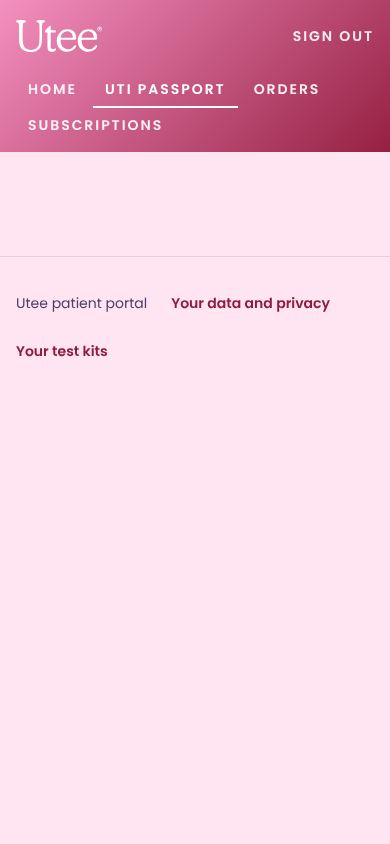 Utee®
SIGN OUT
HOME UTI PASSPORT ORDERS
SUBSCRIPTIONS
Utee patient portal Your data and privacy
Your test kits